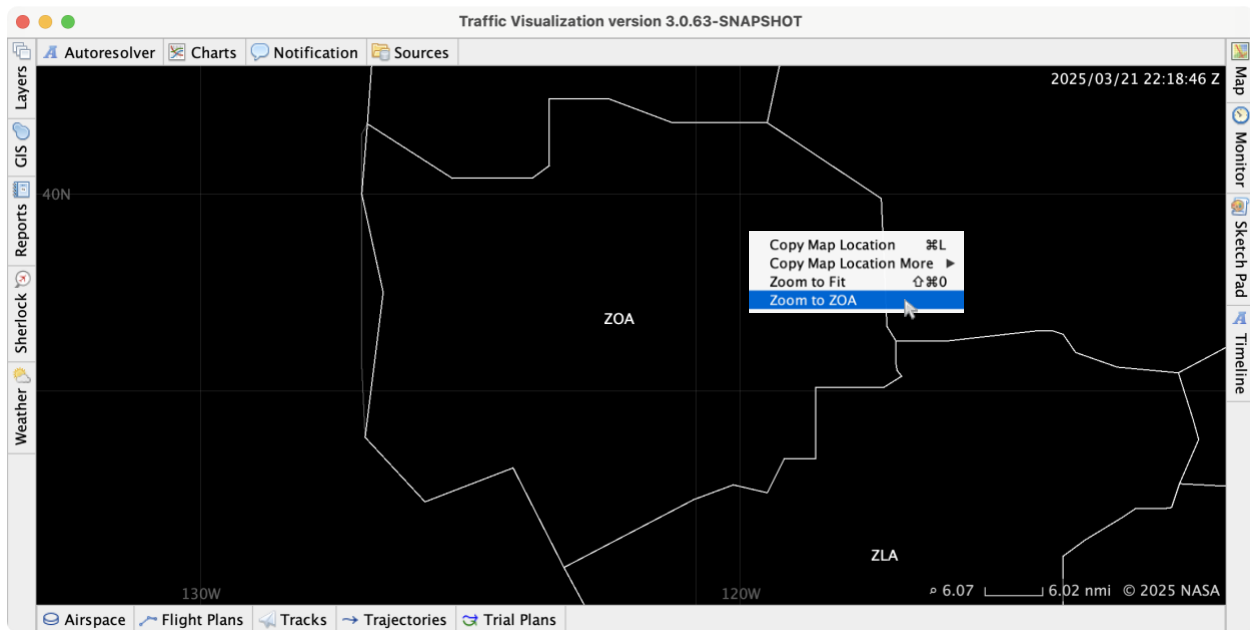 Traffic Visualization version 3.0.63-SNAPSHOT
Autoresolver Charts Notification Sources
Layers
GIS
Reports
Sherlock
Weather
2025/03/21 22:18:46 Z
40N
Copy Map Location ⌘L
Copy Map Location More ▶
Zoom to Fit ⇧⌘0
Zoom to ZOA
ZOA
ZLA
130W
120W
6.07 6.02 nmi © 2025 NASA
Map
Monitor
Sketch Pad
Timeline
Airspace Flight Plans Tracks Trajectories Trial Plans